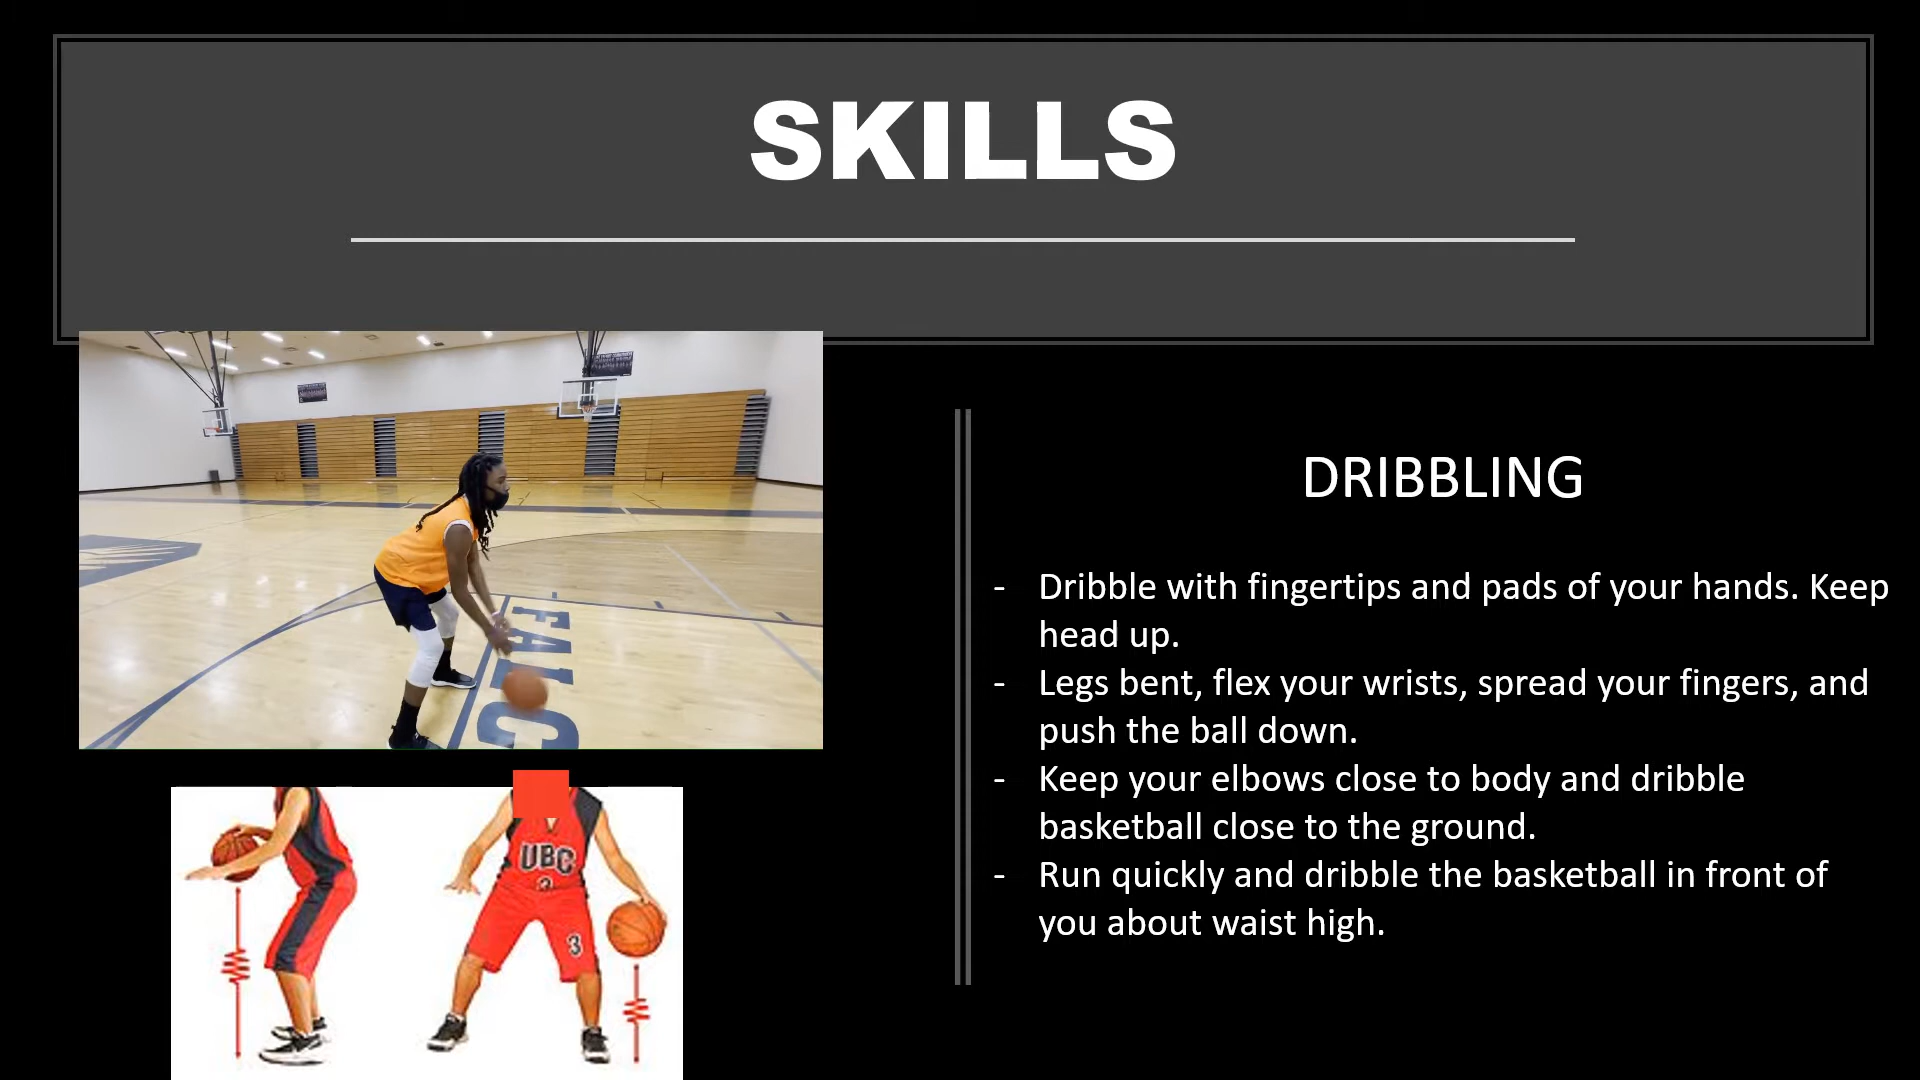 SKILLS
FALC
UBC
3
3
DRIBBLING
- Dribble with fingertips and pads of your hands. Keep
head up.
- Legs bent, flex your wrists, spread your fingers, and
push the ball down.
- Keep your elbows close to body and dribble
basketball close to the ground.
- Run quickly and dribble the basketball in front of
you about waist high.